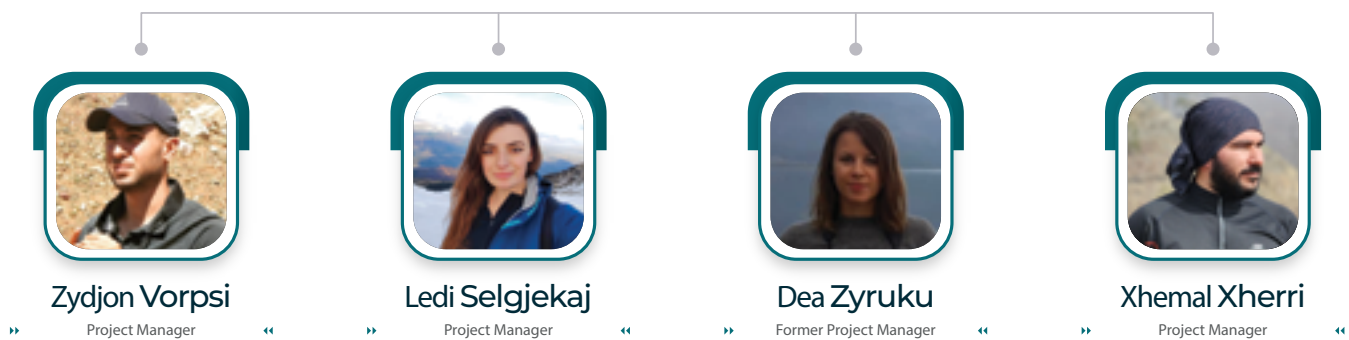 Zydjon Vorpsi
Project Manager
Ledi Selgjekaj
Project Manager
Dea Zyruku
Former Project Manager
Xhemal Xherri
Project Manager